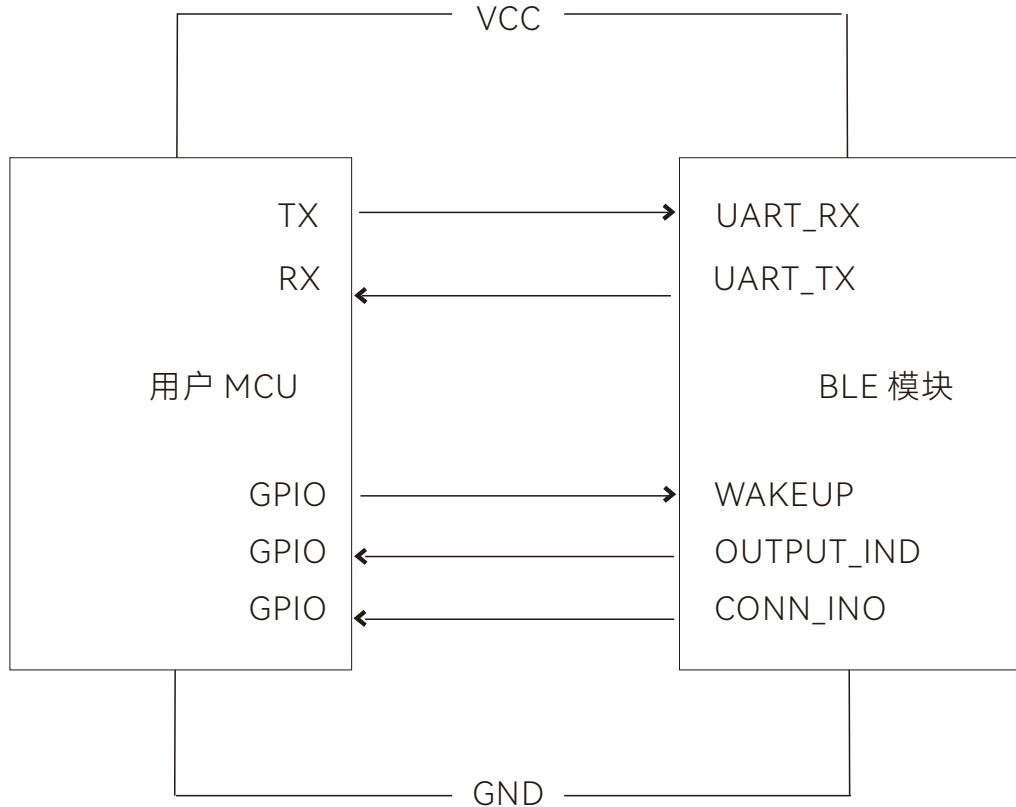 VCC
TX UART_RX
RX UART_TX
用户 MCU BLE 模块
GPIO WAKEUP
GPIO OUTPUT_IND
GPIO CONN_INO
GND